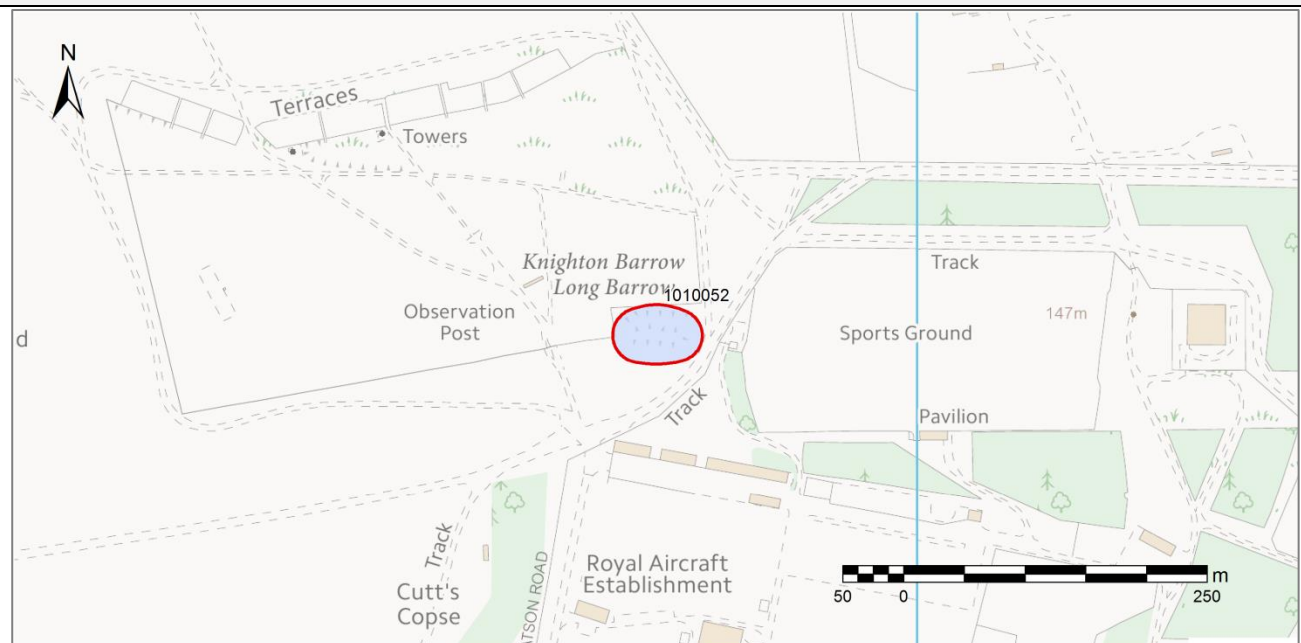 N
Terraces
Towers
Knighton Barrow
Long Barrow
1010052
Track
Observation
Post
147m
Sports Ground
d
Track
Pavilion
Royal Aircraft
Establishment
Track
Cutt's
Copse
ATSON ROAD
m
50
0
250